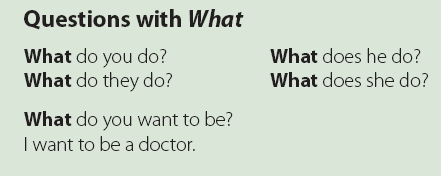 Questions with What
What do you do? What does he do?
What do they do? What does she do?
What do you want to be?
I want to be a doctor.